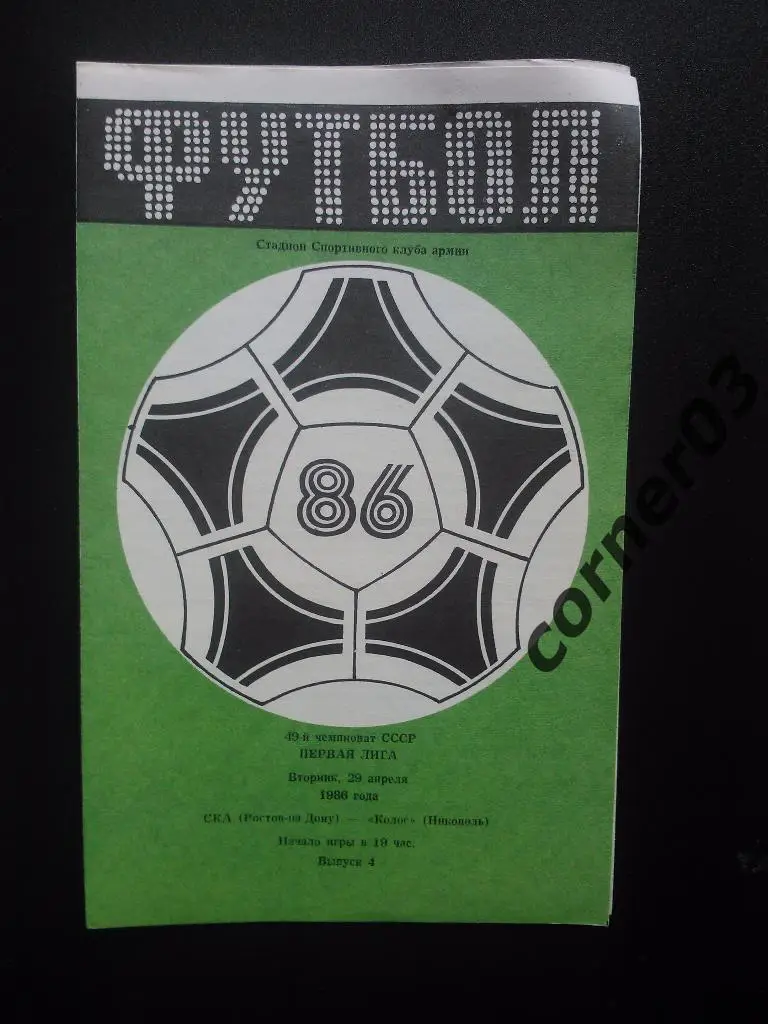 ФУТБОЛ
Стадион Спортивного клуба армии
86
49-й чемпионат СССР
ПЕРВАЯ ЛИГА
Вторник, 29 апреля
1986 года
СКА (Ростов-на Дону) — «Колос» (Никополь)
Начало игры в 19 час.
Выпуск 4
corner03